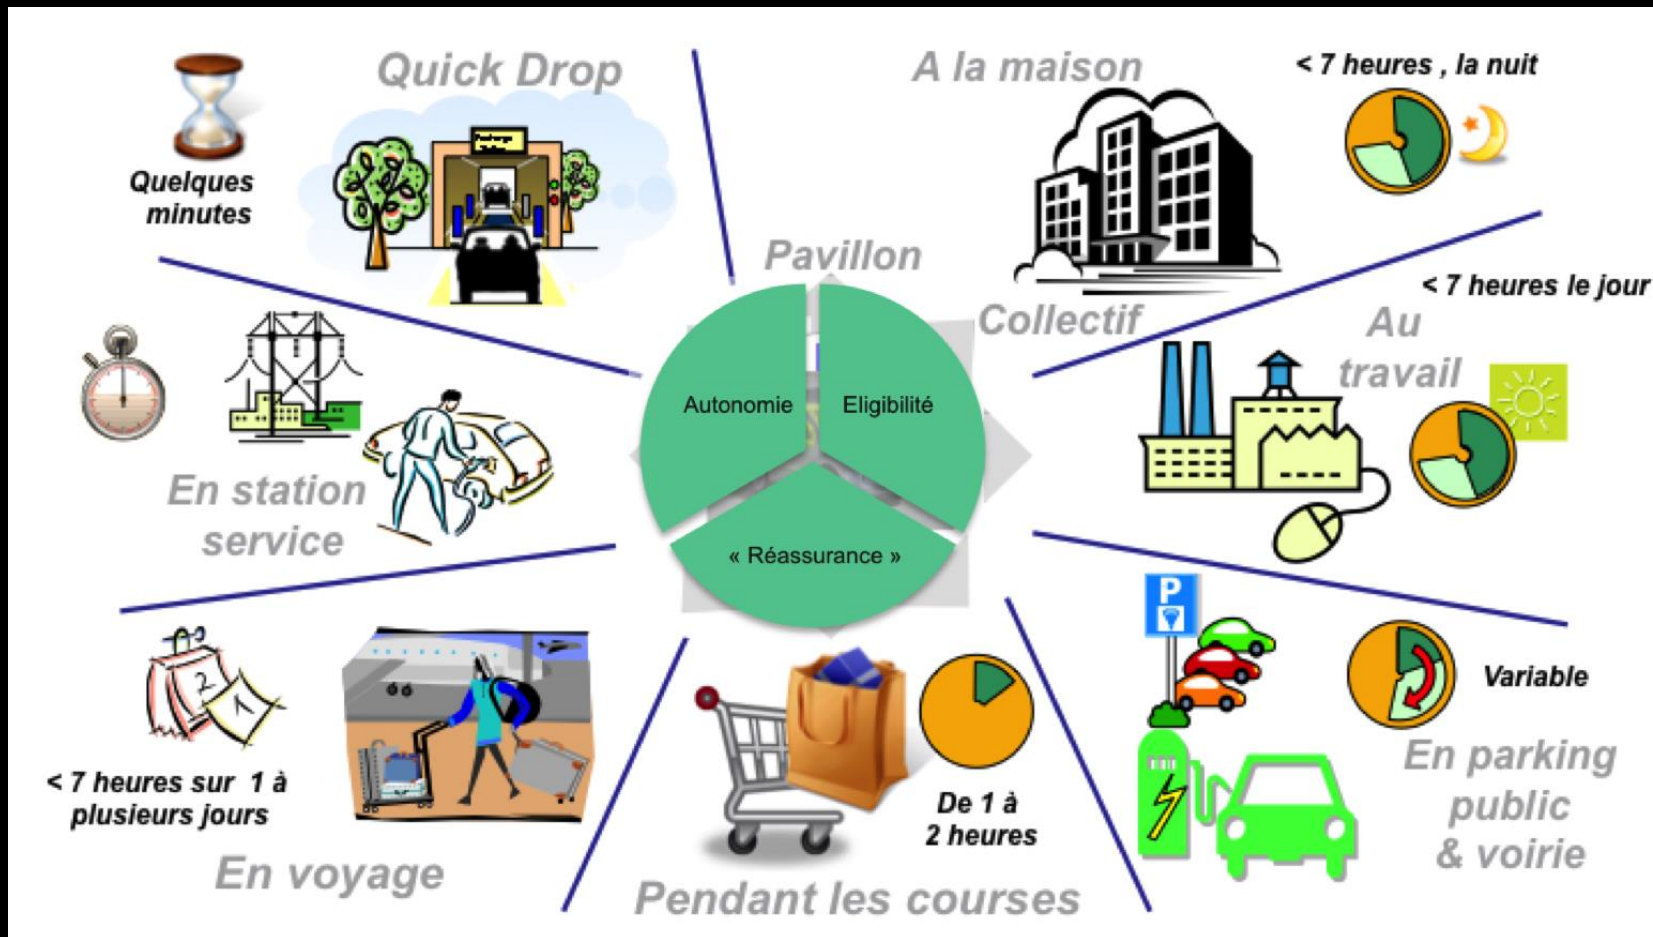 Quick Drop
Quelques
minutes
A la maison
< 7 heures , la nuit
Pavillon
Collectif
< 7 heures le jour
Au
travail
Autonomie
Eligibilité
« Réassurance »
En station
service
P
Variable
En parking
public
& voirie
2
1
< 7 heures sur 1 à
plusieurs jours
En voyage
De 1 à
2 heures
Pendant les courses